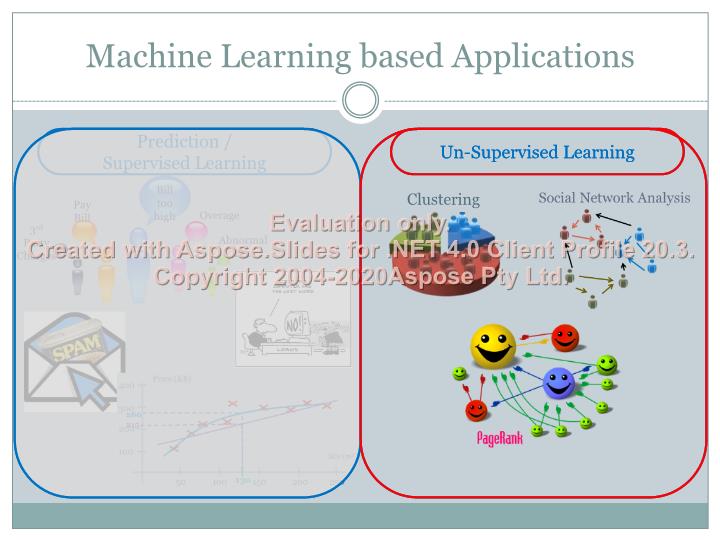 Machine Learning based Applications
Prediction /
Supervised Learning
Bill
too
high
Pay
Bill
Overage
3rd
Abnormal
SPAM
NO!
LOANS
Price ($)
400
300
100
50
100
150
200
Un-Supervised Learning
Clustering
Social Network Analysis
PageRank
Evaluation only.
Created with Aspose.Slides for .NET 4.0 Client Profile 20.3.
Copyright 2004-2020Aspose Pty Ltd.